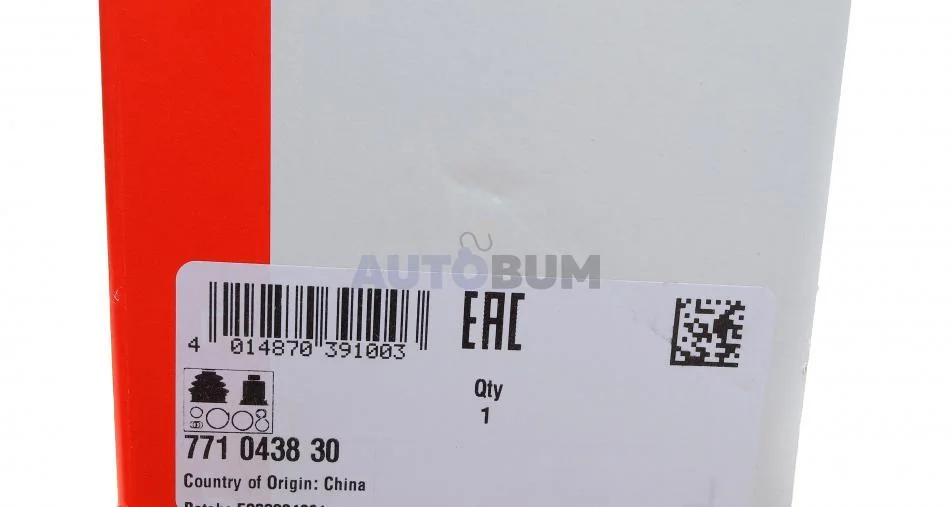 AUTOBUM
4 014870 391003
EAC
Qty
1
771 0438 30
Country of Origin: China